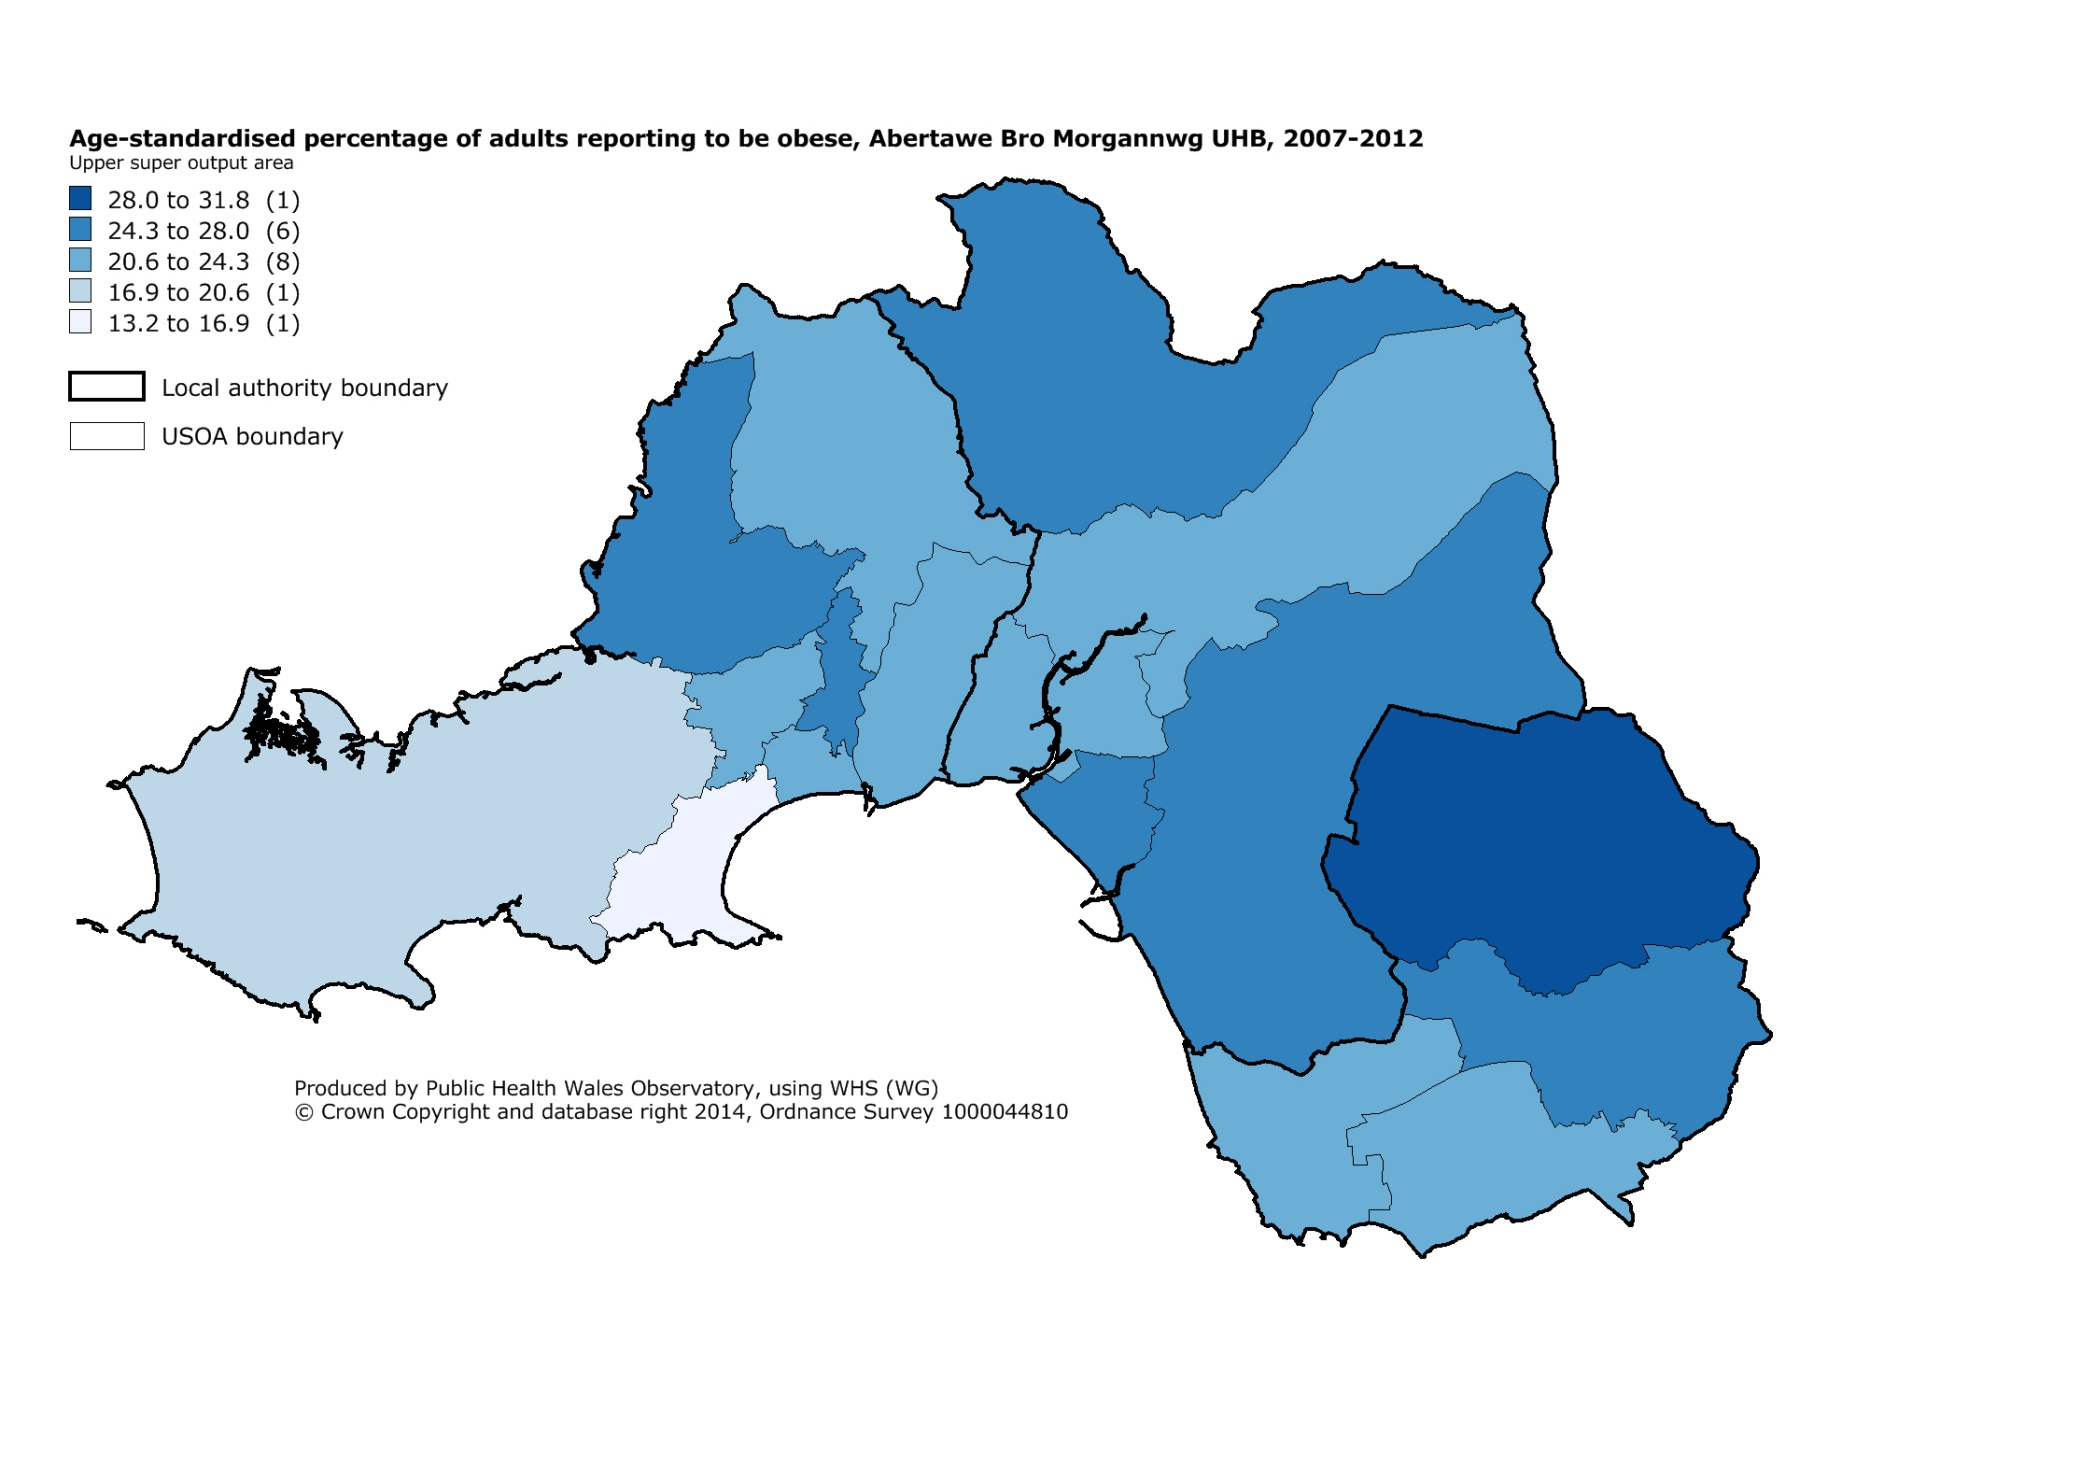 Age-standardised percentage of adults reporting to be obese, Abertawe Bro Morgannwg UHB, 2007-2012
Upper super output area
28.0 to 31.8 (1)
24.3 to 28.0 (6)
20.6 to 24.3 (8)
16.9 to 20.6 (1)
13.2 to 16.9 (1)
Local authority boundary
USOA boundary
Produced by Public Health Wales Observatory, using WHS (WG)
© Crown Copyright and database right 2014, Ordnance Survey 1000044810